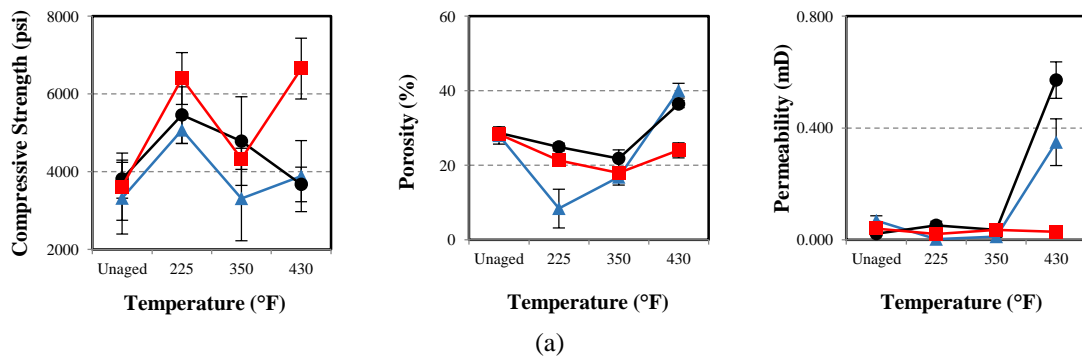 Compressive Strength (psi)
8000
6000
4000
2000
Unaged 225 350 430
Temperature (°F)
Porosity (%)
60
40
20
0
Unaged 225 350 430
Temperature (°F)
Permeability (mD)
0.800
0.400
0.000
Unaged 225 350 430
Temperature (°F)
(a)